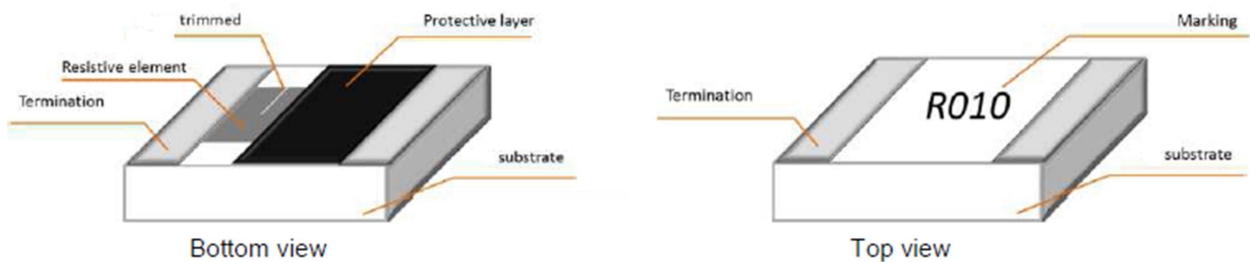 trimmed
Protective layer
Resistive element
Termination
substrate
Bottom view
Marking
Termination
R010
substrate
Top view